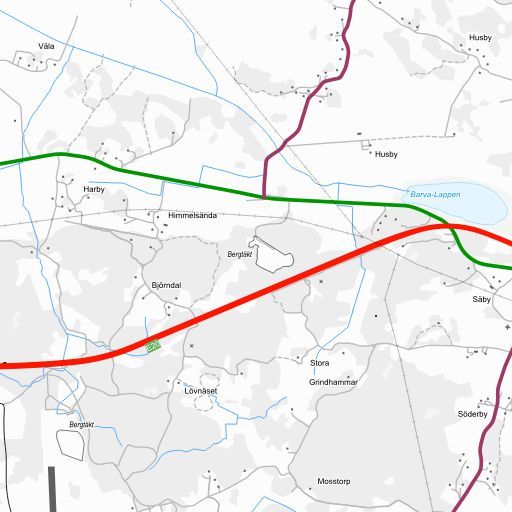 Husby
Väla
Husby
Harby
Barva-Lappen
Himmelsända
Bergtäkt
Björndal
Säby
E20
Stora
Lövnäset
Grindhammar
Söderby
Bergtäkt
Mosstorp